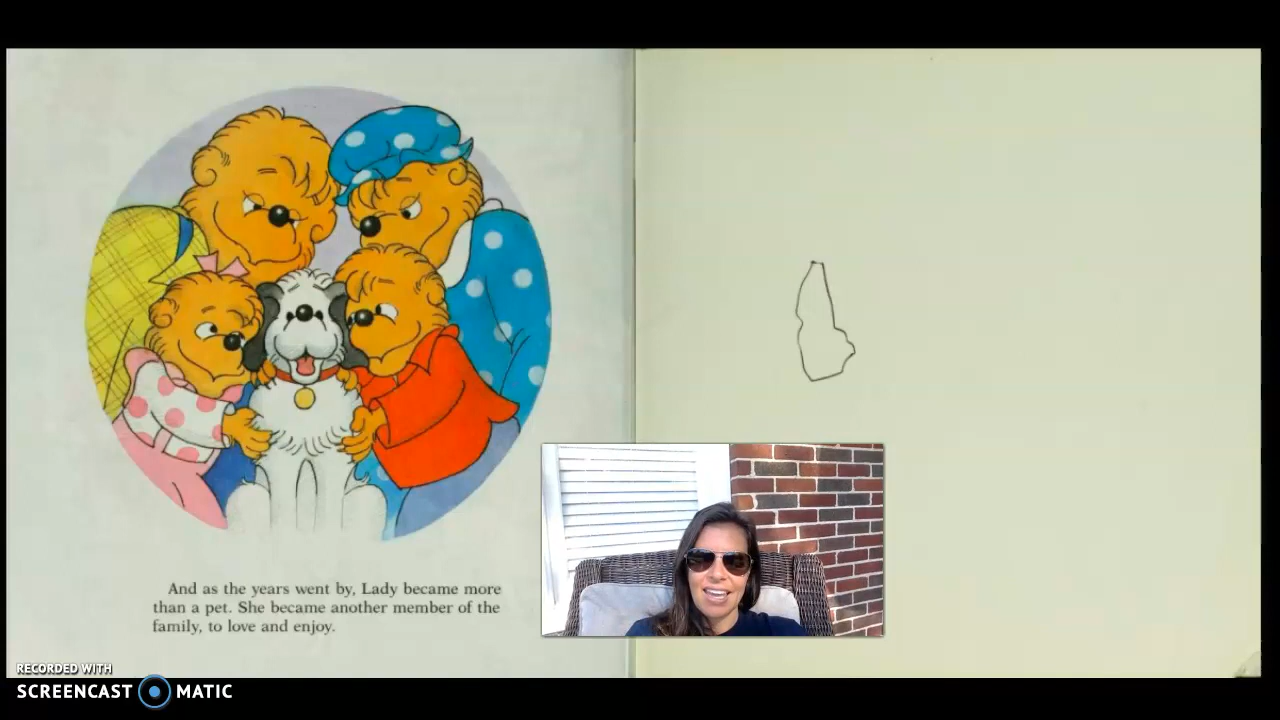 And as the years went by, Lady became more
than a pet. She became another member of the
family, to love and enjoy.
RECORDED WITH
SCREENCAST MATIC